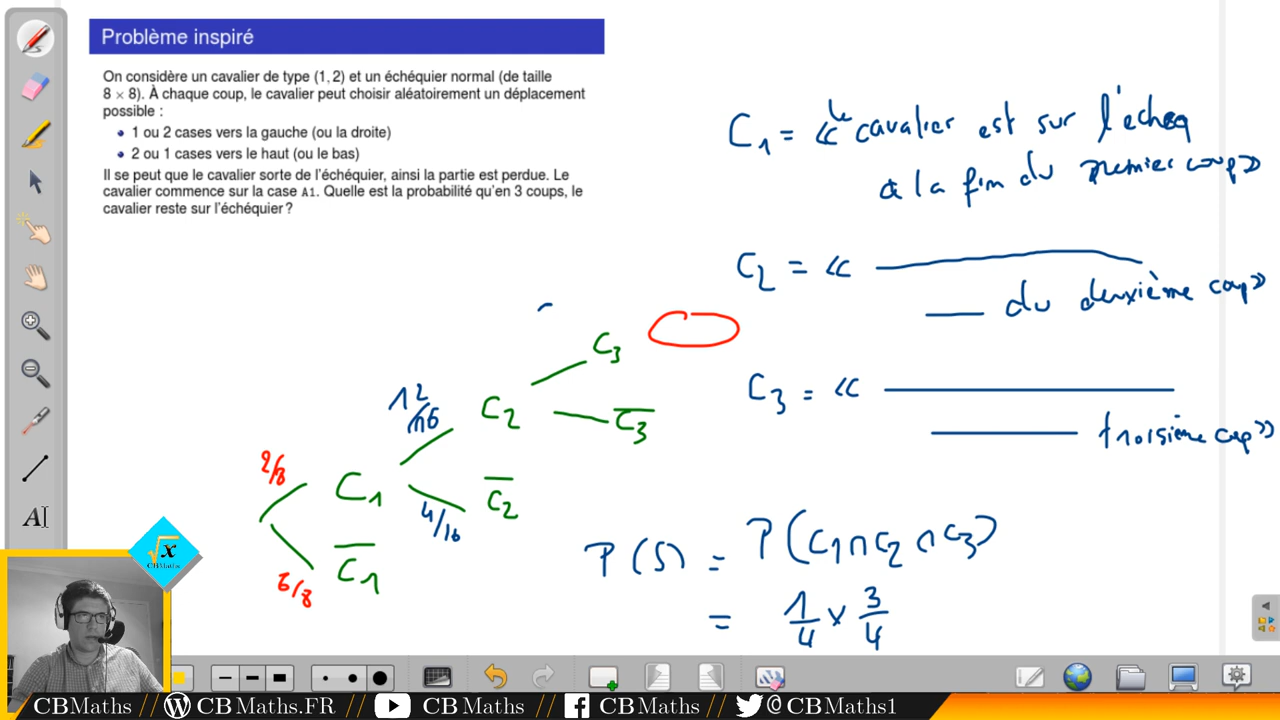 Problème inspiré
On considère un cavalier de type (1, 2) et un échéquier normal (de taille
8 × 8). À chaque coup, le cavalier peut choisir aléatoirement un déplacement
possible :
1 ou 2 cases vers la gauche (ou la droite)
2 ou 1 cases vers le haut (ou le bas)
Il se peut que le cavalier sorte de l'échéquier, ainsi la partie est perdue. Le
cavalier commence sur la case A1. Quelle est la probabilité qu'en 3 coups, le
cavalier reste sur l'échéquier ?
C1 = « le cavalier est sur l'écheq
à la fin du premier coup »
C2 = «
du deuxième coup »
C3 = «
troisième coup »
C3
12/16
C2
C3
2/8
C1
C2
4/16
C1
6/8
P(S) = P(C1 ∩ C2 ∩ C3)
= 1/4 × 3/4
A
√x
CBMaths
CBMaths / CBMaths.FR / CBMaths / CBMaths / @CBMaths1